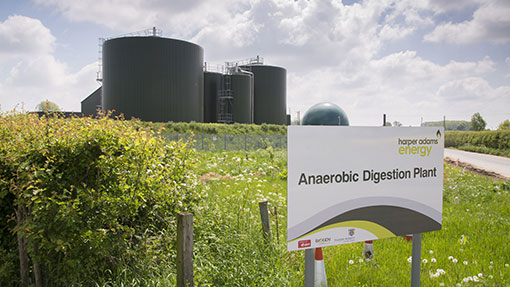 harper adams
energy
Anaerobic Digestion Plant